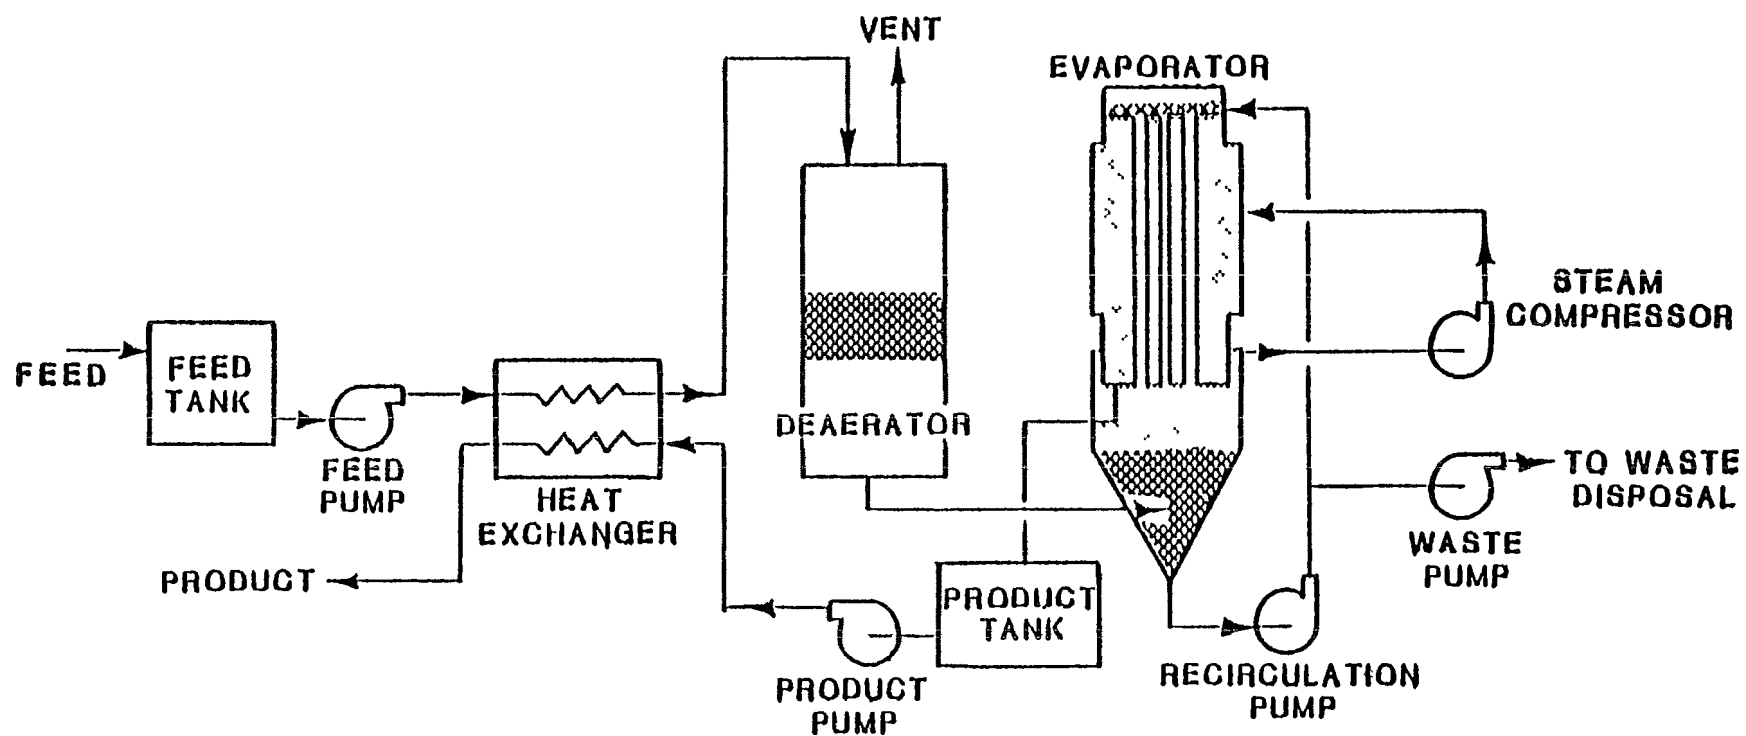 VENT
EVAPORATOR
STEAM
COMPRESSOR
FEED
FEED
TANK
FEED
PUMP
HEAT
EXCHANGER
DEAERATOR
TO WASTE
DISPOSAL
WASTE
PUMP
PRODUCT
PRODUCT
TANK
PRODUCT
PUMP
RECIRCULATION
PUMP